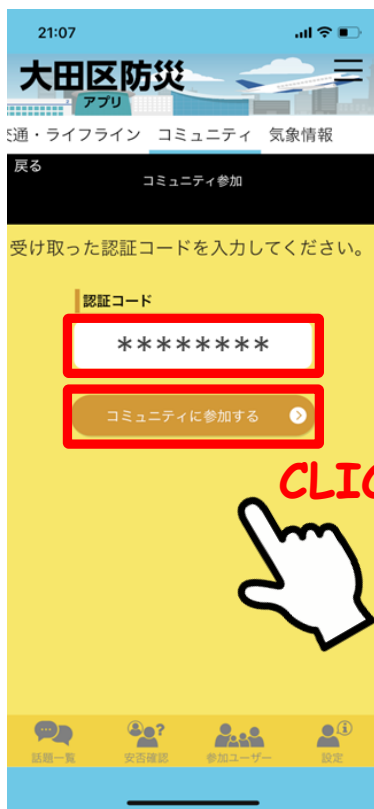 21:07
大田区防災
アプリ
通・ライフライン コミュニティ 気象情報
戻る
コミュニティ参加
受け取った認証コードを入力してください。
認証コード
********
コミュニティに参加する
CLIC
話題一覧 安否確認 参加ユーザー 設定